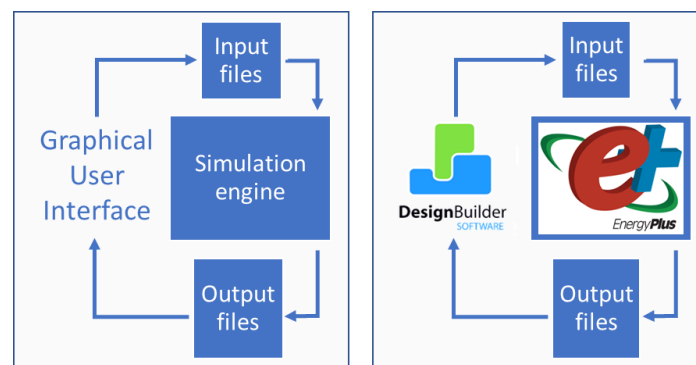 Input
files
Graphical
User
Interface
Simulation
engine
Output
files
Input
files
DesignBuilder
SOFTWARE
e+
EnergyPlus
Output
files